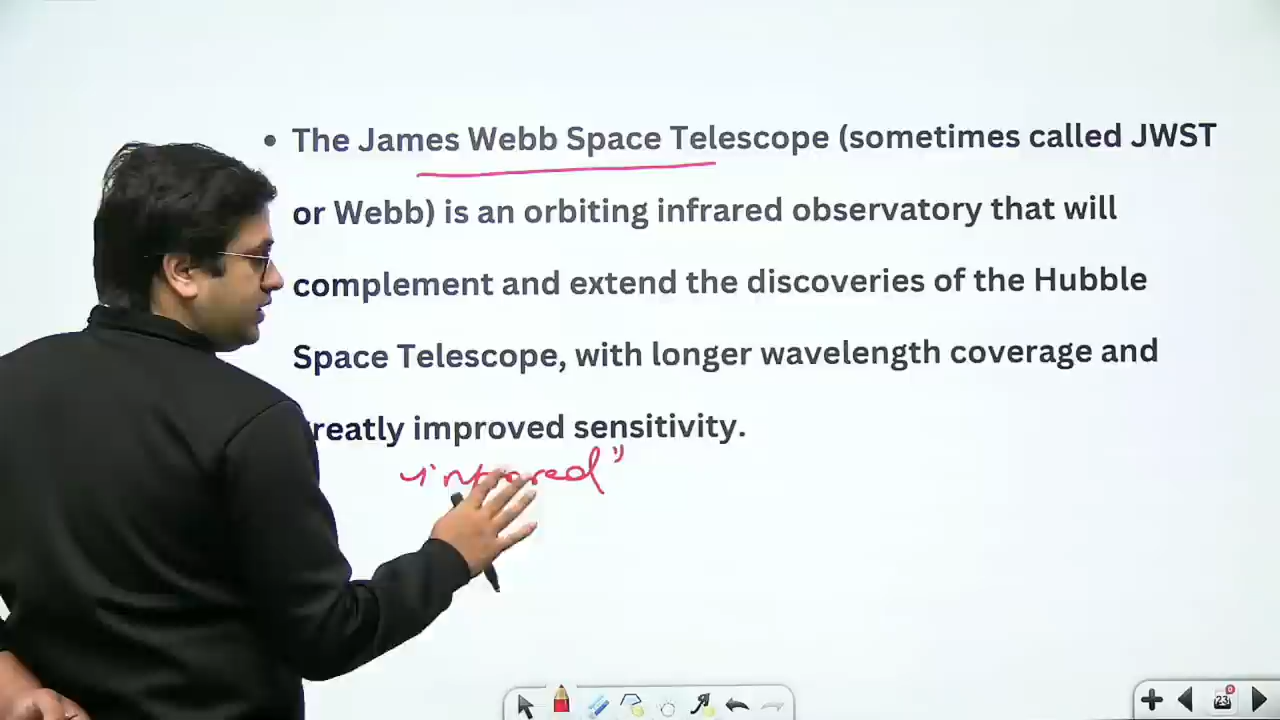 • The James Webb Space Telescope (sometimes called JWST
or Webb) is an orbiting infrared observatory that will
complement and extend the discoveries of the Hubble
Space Telescope, with longer wavelength coverage and
reatly improved sensitivity.
"infrared"
23